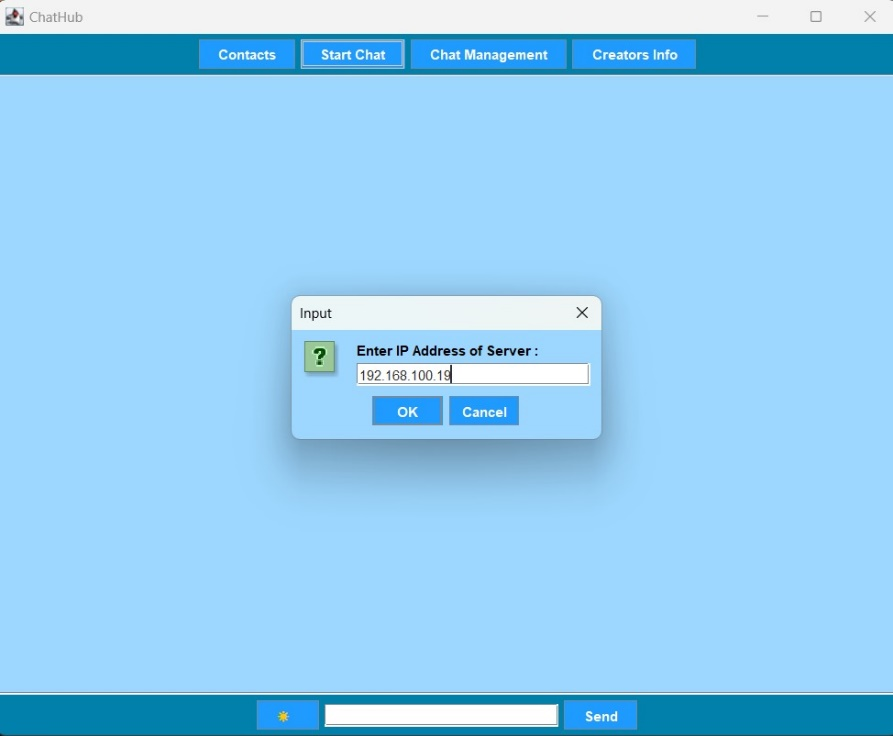 ChatHub
Contacts Start Chat Chat Management Creators Info
Input
? Enter IP Address of Server :
192.168.100.19
OK Cancel
Send